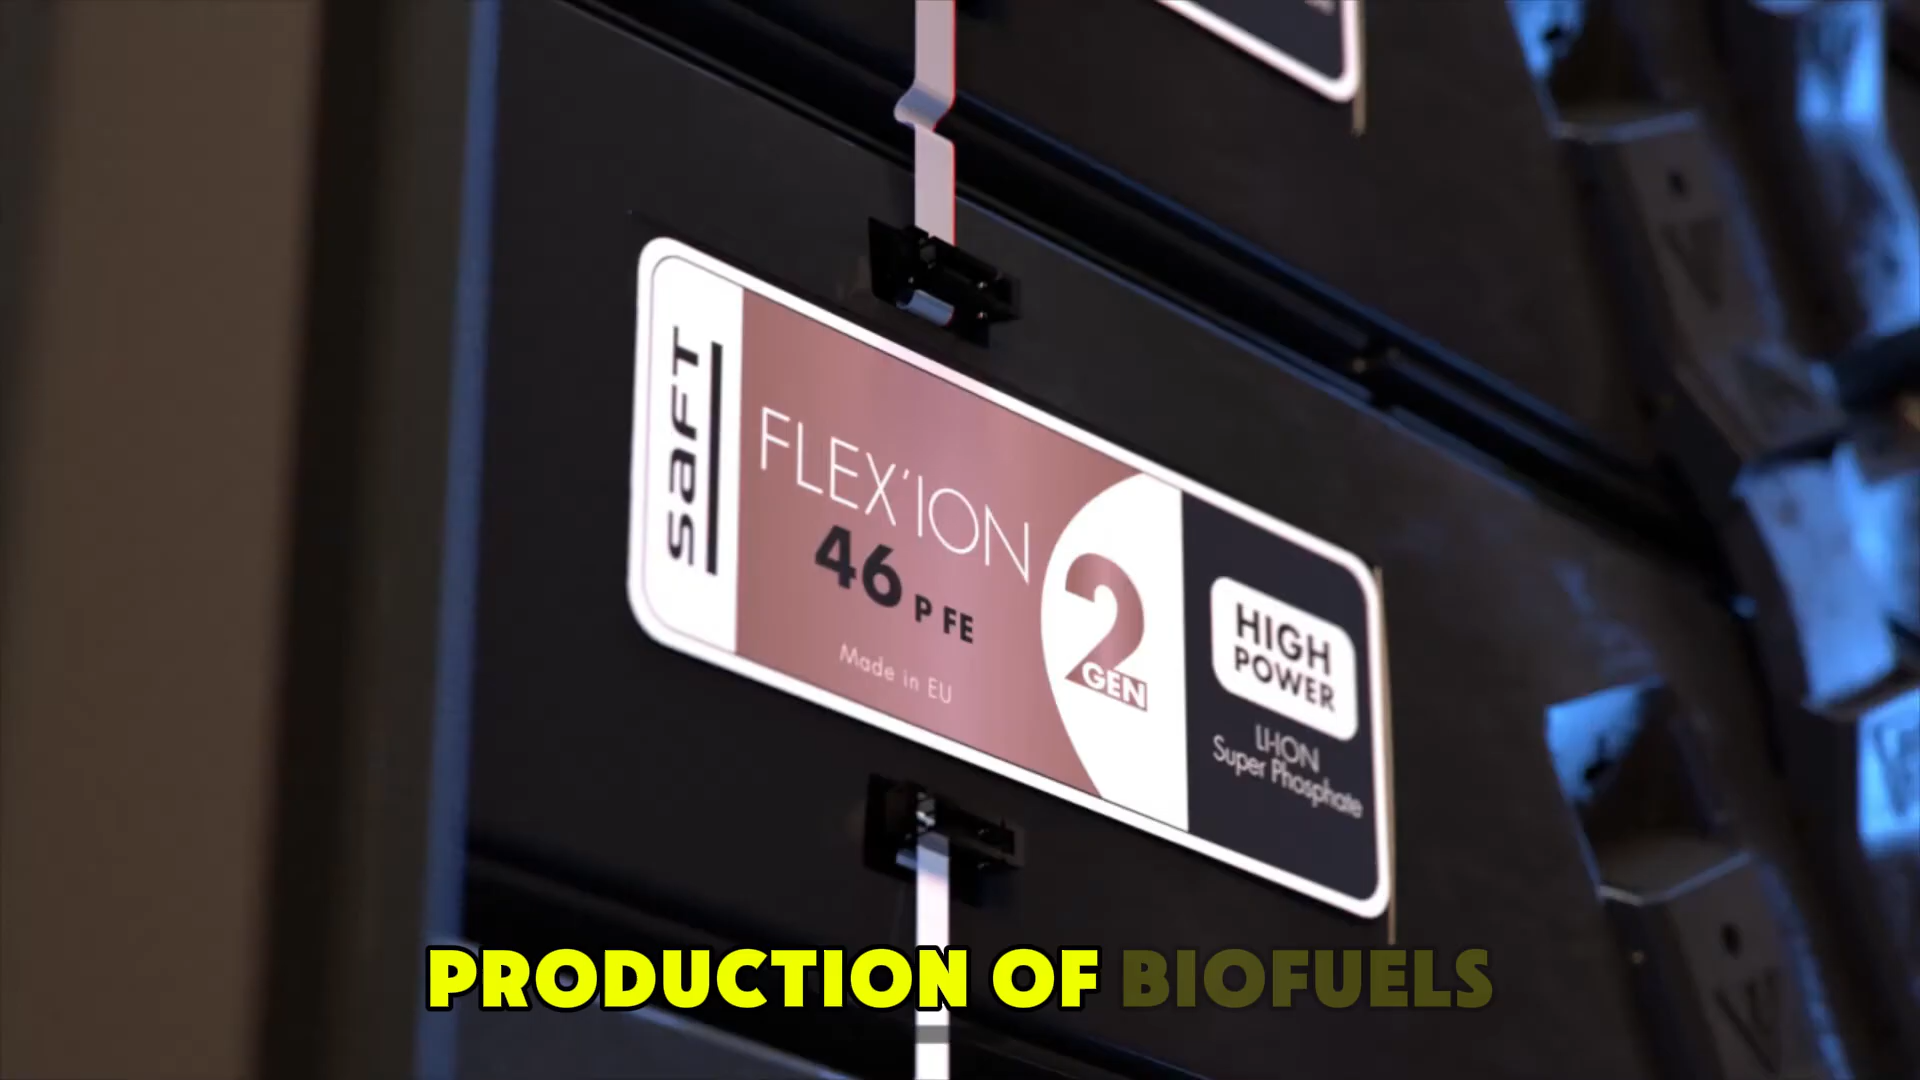 saFT
FLEX'ION
46 P FE
Made in EU
2
GEN
HIGH
POWER
LI-ION
Super Phosphate
PRODUCTION OF BIOFUELS